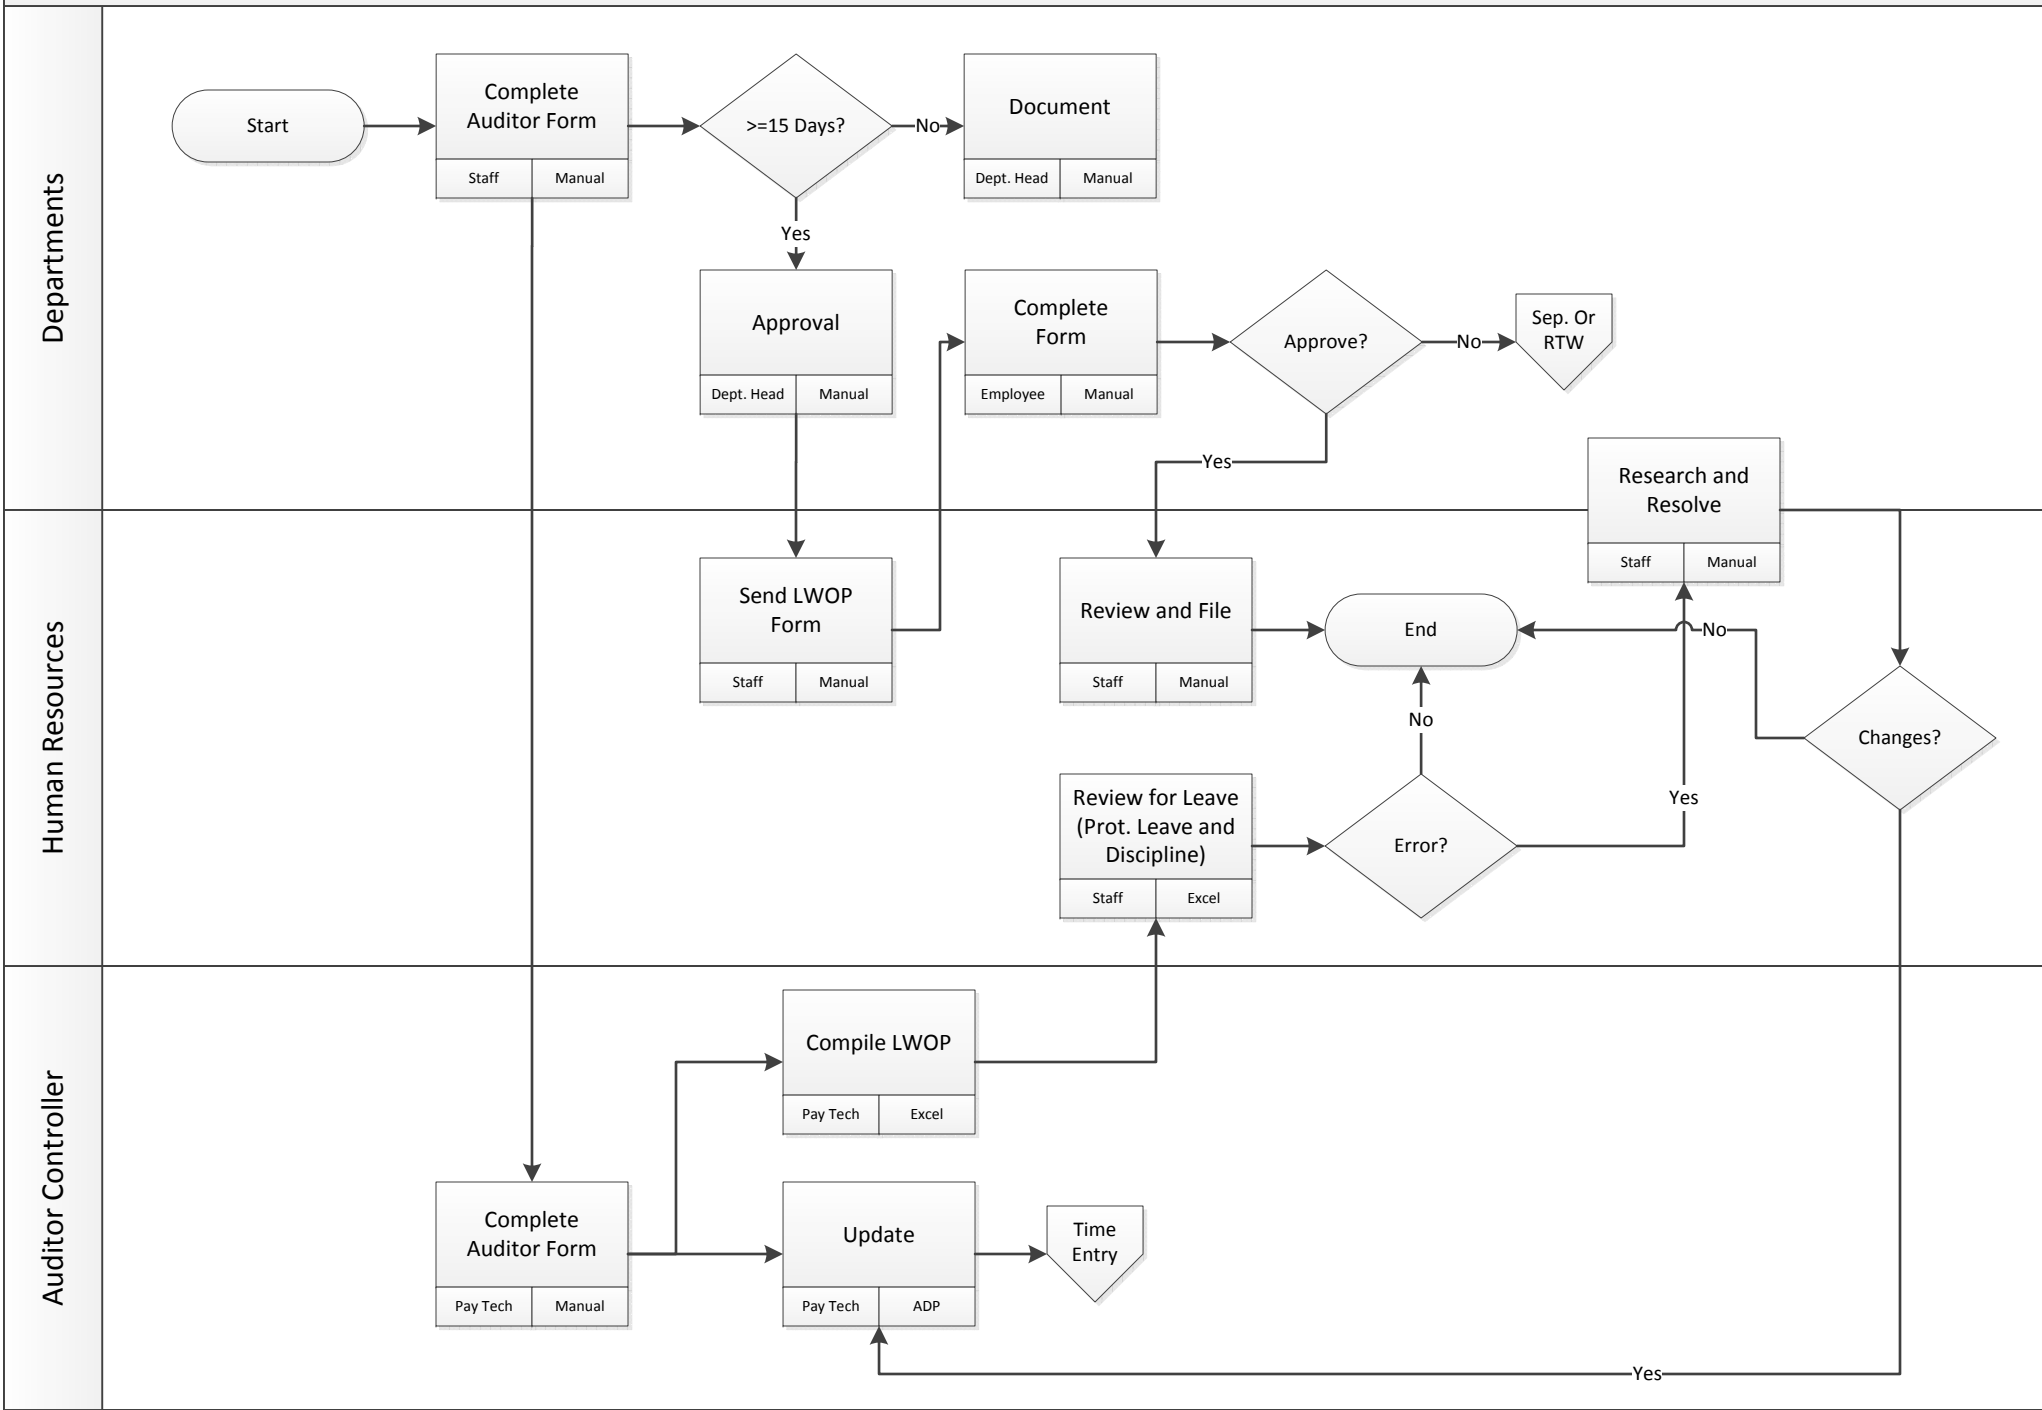 Departments
Start
Complete
Auditor Form
Staff
Manual
>=15 Days?
No
Document
Dept. Head
Manual
Yes
Approval
Dept. Head
Manual
Complete
Form
Employee
Manual
Approve?
No
Sep. Or
RTW
Yes
Research and
Resolve
Staff
Manual
Human Resources
Send LWOP
Form
Staff
Manual
Review and File
Staff
Manual
End
No
No
Changes?
Yes
Review for Leave
(Prot. Leave and
Discipline)
Staff
Excel
Error?
Auditor Controller
Compile LWOP
Pay Tech
Excel
Complete
Auditor Form
Pay Tech
Manual
Update
Pay Tech
ADP
Time
Entry
Yes